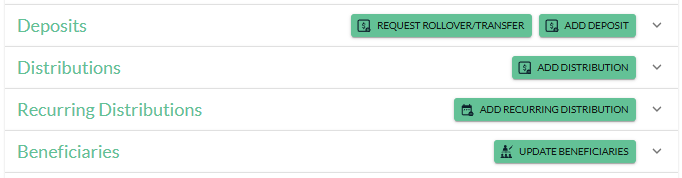 Deposits REQUEST ROLLOVER/TRANSFER ADD DEPOSIT
Distributions ADD DISTRIBUTION
Recurring Distributions ADD RECURRING DISTRIBUTION
Beneficiaries UPDATE BENEFICIARIES